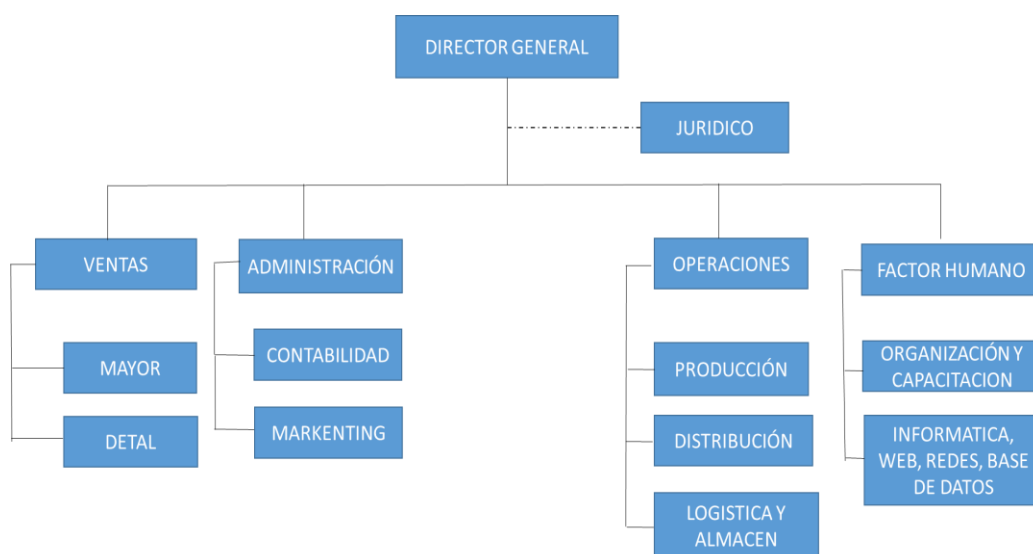 DIRECTOR GENERAL
JURIDICO
VENTAS
ADMINISTRACIÓN
OPERACIONES
FACTOR HUMANO
MAYOR
CONTABILIDAD
PRODUCCIÓN
ORGANIZACIÓN Y
CAPACITACION
DETAL
MARKENTING
DISTRIBUCIÓN
INFORMATICA,
WEB, REDES, BASE
DE DATOS
LOGISTICA Y
ALMACEN